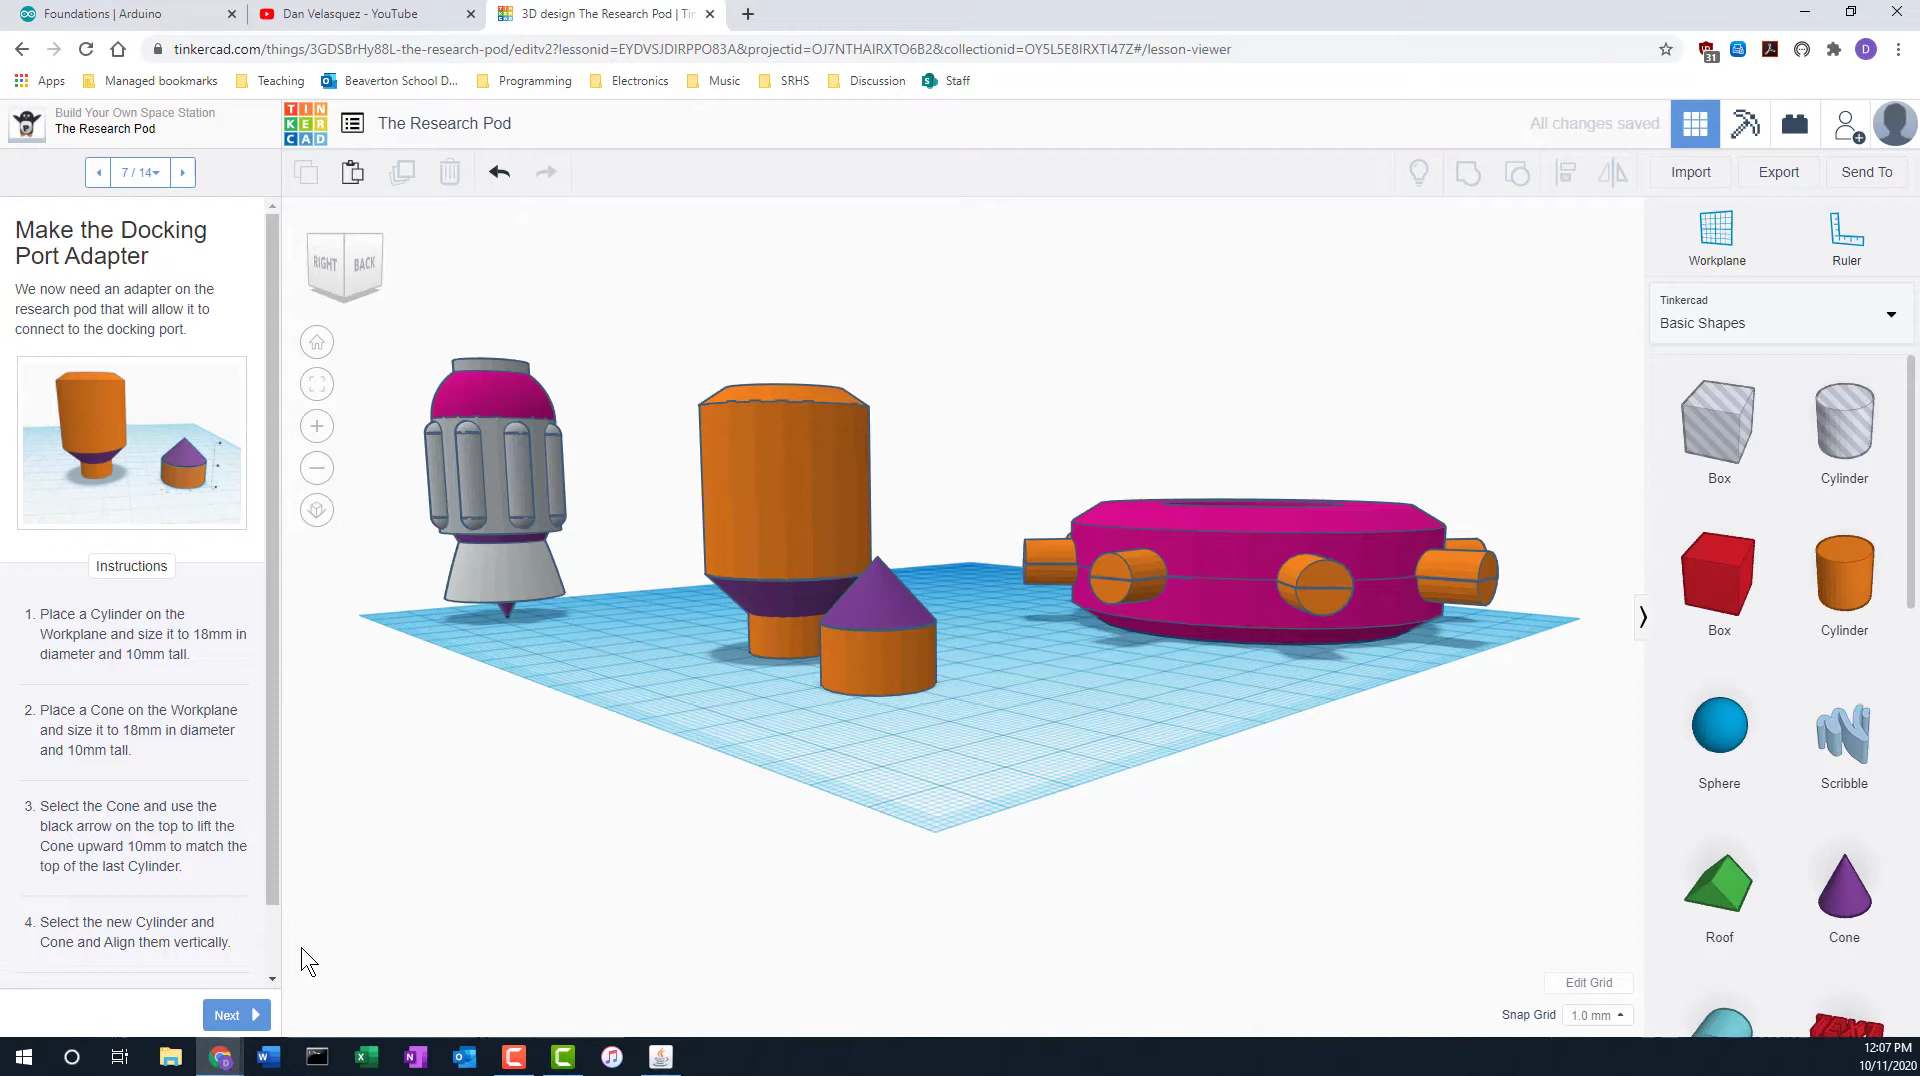 Foundations | Arduino
Dan Velasquez - YouTube
3D design The Research Pod | Tin
tinkercad.com/things/3GDSBrHy88L-the-research-pod/editv2?lessonid=EYDVSJDIRPPO83A&projectid=OJ7NTHAIRXTO6B2&collectionid=OY5L5E8IRXTI47Z#/lesson-viewer
31
D
Apps
Managed bookmarks
Teaching
Beaverton School D...
Programming
Electronics
Music
SRHS
Discussion
Staff
Build Your Own Space Station
The Research Pod
TIN
KER
CAD
The Research Pod
All changes saved
7 / 14
Import
Export
Send To
Make the Docking
Port Adapter
We now need an adapter on the
research pod that will allow it to
connect to the docking port.
Instructions
1. Place a Cylinder on the
Workplane and size it to 18mm in
diameter and 10mm tall.
2. Place a Cone on the Workplane
and size it to 18mm in diameter
and 10mm tall.
3. Select the Cone and use the
black arrow on the top to lift the
Cone upward 10mm to match the
top of the last Cylinder.
4. Select the new Cylinder and
Cone and Align them vertically.
Next
RIGHT
BACK
Workplane
Ruler
Tinkercad
Basic Shapes
Box
Cylinder
Box
Cylinder
Sphere
Scribble
Roof
Cone
TEXT
Edit Grid
Snap Grid
1.0 mm
12:07 PM
10/11/2020